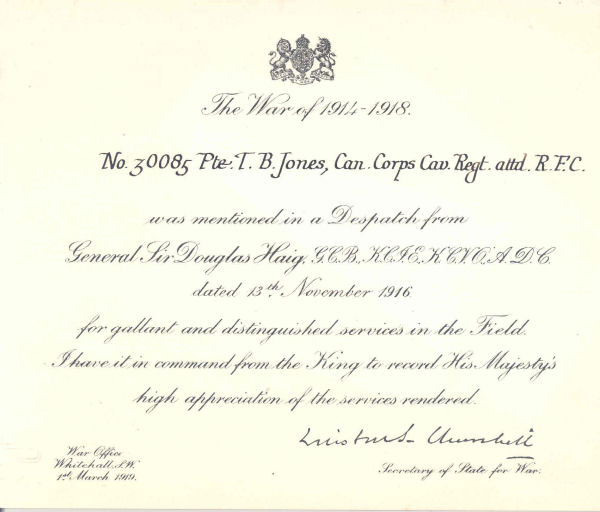 The War of 1914-1918.
No. 30085 Pte. T. B. Jones, Can. Corps Cav. Regt. attd. R.F.C.
was mentioned in a Despatch from
General Sir Douglas Haig, G.C.B., K.C.I.E., K.C.V.O., A.D.C.
dated 13th November 1916
for gallant and distinguished services in the Field.
I have it in command from the King to record His Majesty's
high appreciation of the services rendered.
Winston S. Churchill
War Office
Whitehall, S.W.
1st March 1919.
Secretary of State for War.